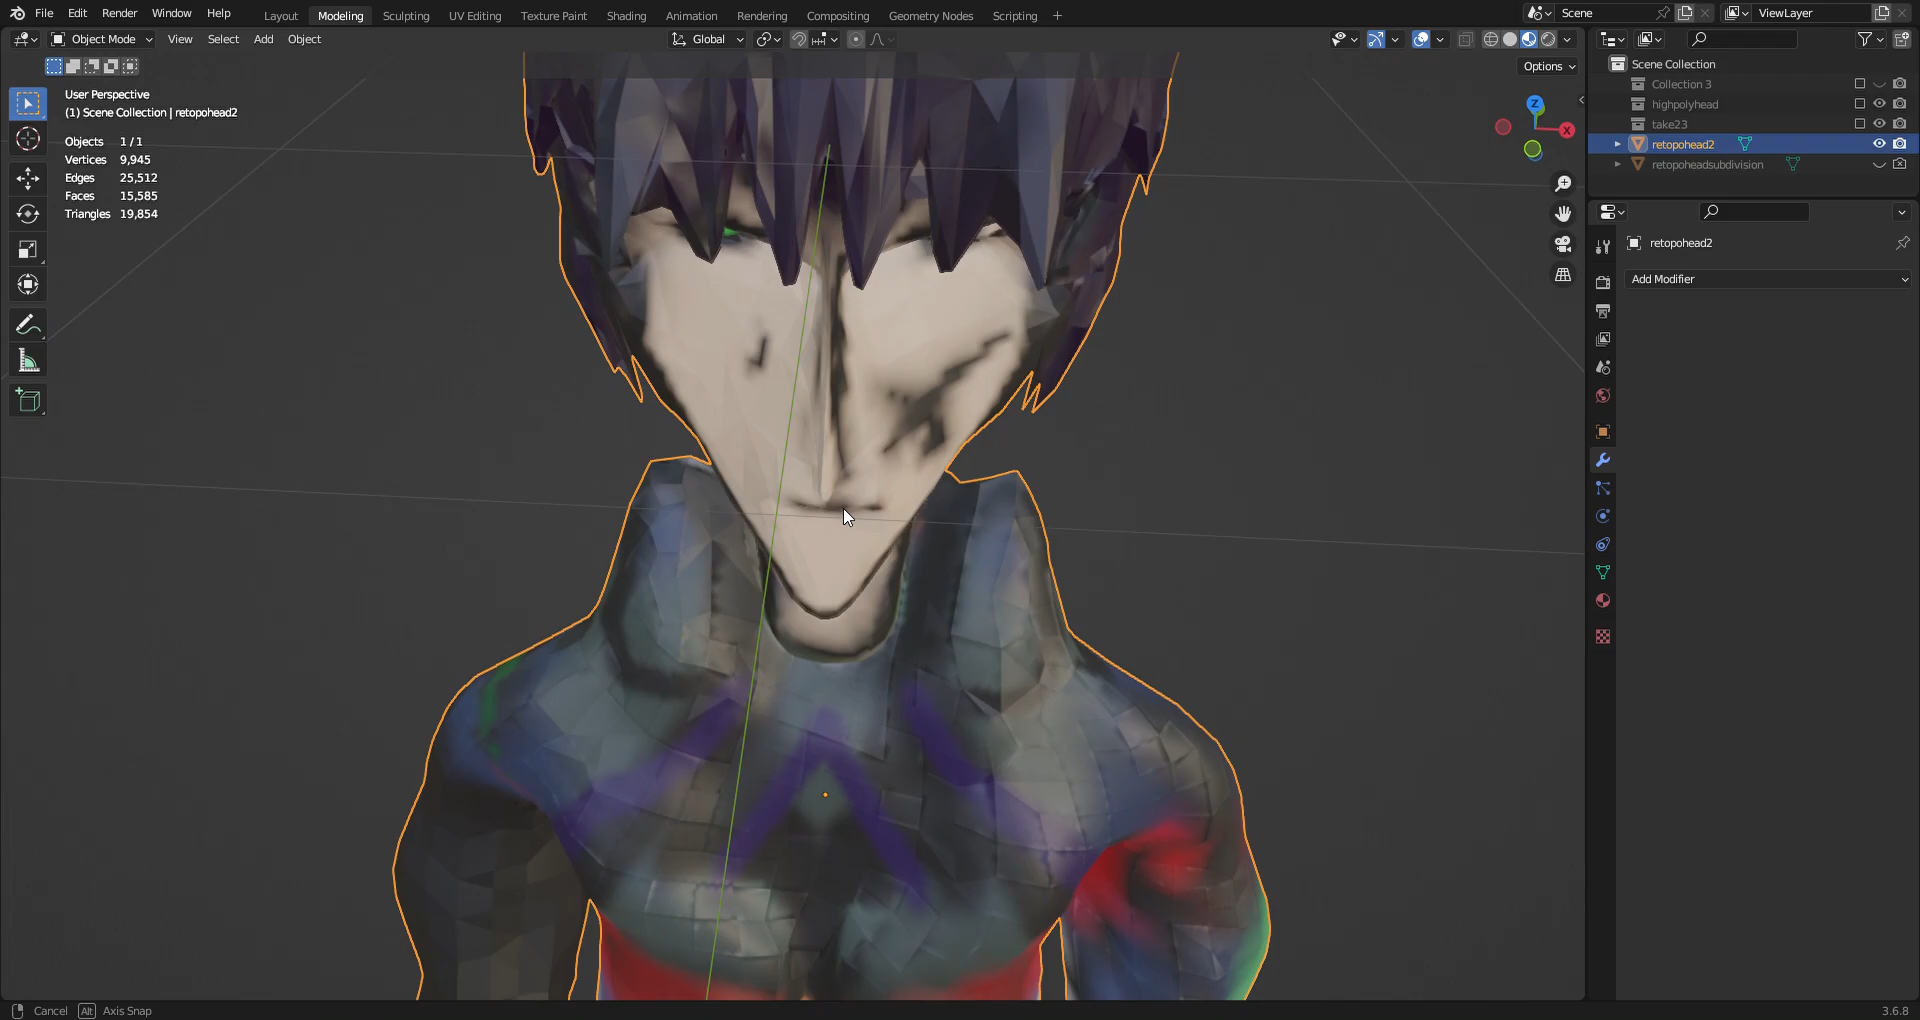 File Edit Render Window Help Layout Modeling Sculpting UV Editing Texture Paint Shading Animation Rendering Compositing Geometry Nodes Scripting + Scene ViewLayer
Object Mode View Select Add Object Global
Options
User Perspective
(1) Scene Collection | retopohead2
Objects 1 / 1
Vertices 9,945
Edges 25,512
Faces 15,585
Triangles 19,854
Z
X
Scene Collection
Collection 3
highpolyhead
take23
retopohead2
retopoheadsubdivision
retopohead2
Add Modifier
Cancel Alt Axis Snap 3.6.8